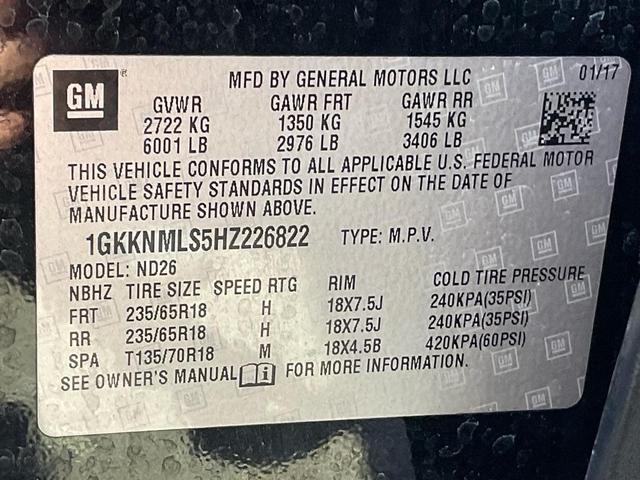 GM
MFD BY GENERAL MOTORS LLC 01/17
GVWR GAWR FRT GAWR RR
2722 KG 1350 KG 1545 KG
6001 LB 2976 LB 3406 LB
THIS VEHICLE CONFORMS TO ALL APPLICABLE U.S. FEDERAL MOTOR
VEHICLE SAFETY STANDARDS IN EFFECT ON THE DATE OF
MANUFACTURE SHOWN ABOVE.
1GKKNMLS5HZ226822 TYPE: M.P.V.
MODEL: ND26
NBHZ TIRE SIZE SPEED RTG RIM COLD TIRE PRESSURE
FRT 235/65R18 H 18X7.5J 240KPA(35PSI)
RR 235/65R18 H 18X7.5J 240KPA(35PSI)
SPA T135/70R18 M 18X4.5B 420KPA(60PSI)
SEE OWNER'S MANUAL FOR MORE INFORMATION.